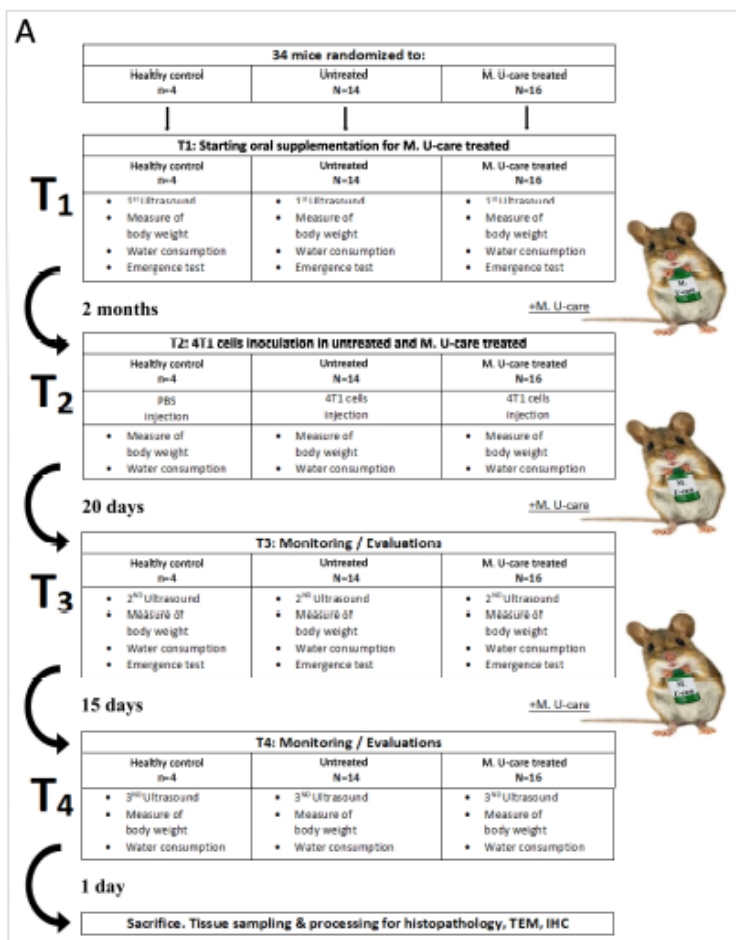 A
34 mice randomized to:
Healthy control Untreated M. U-care treated
n=4 N=14 N=16
T1: Starting oral supplementation for M. U-care treated
Healthy control Untreated M. U-care treated
n=4 N=14 N=16
T1
• 1st Ultrasound • 1st Ultrasound • 1st Ultrasound
• Measure of • Measure of • Measure of
body weight body weight body weight
• Water consumption • Water consumption • Water consumption
• Emergence test • Emergence test • Emergence test
M.
U-care
2 months +M. U-care
T2: 4T1 cells inoculation in untreated and M. U-care treated
Healthy control Untreated M. U-care treated
n=4 N=14 N=16
T2
PBS 4T1 cells 4T1 cells
injection injection injection
• Measure of • Measure of • Measure of
body weight body weight body weight
• Water consumption • Water consumption • Water consumption
M.
U-care
20 days +M. U-care
T3: Monitoring / Evaluations
Healthy control Untreated M. U-care treated
n=4 N=14 N=16
T3
• 2ND Ultrasound • 2ND Ultrasound • 2ND Ultrasound
• Measure of • Measure of • Measure of
body weight body weight body weight
• Water consumption • Water consumption • Water consumption
• Emergence test • Emergence test • Emergence test
M.
U-care
15 days +M. U-care
T4: Monitoring / Evaluations
Healthy control Untreated M. U-care treated
n=4 N=14 N=16
T4
• 3ND Ultrasound • 3ND Ultrasound • 3ND Ultrasound
• Measure of • Measure of • Measure of
body weight body weight body weight
• Water consumption • Water consumption • Water consumption
1 day
Sacrifice. Tissue sampling & processing for histopathology, TEM, IHC